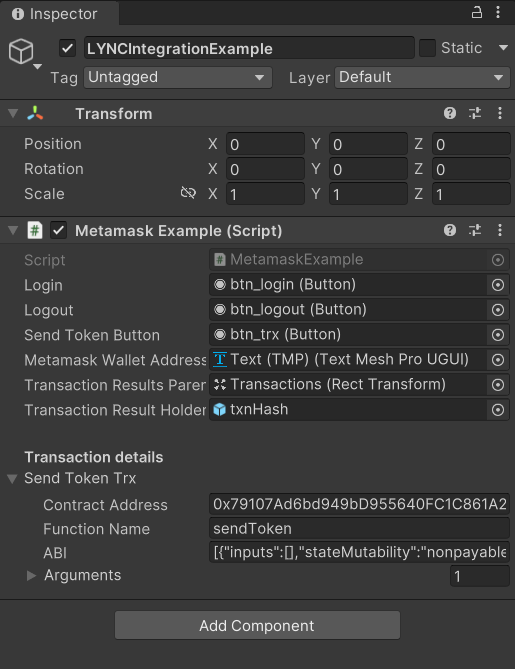 Inspector
LYNCIntegrationExample Static
Tag Untagged Layer Default
Transform
Position X 0 Y 0 Z 0
Rotation X 0 Y 0 Z 0
Scale X 1 Y 1 Z 1
# Metamask Example (Script)
Script # MetamaskExample
Login btn_login (Button)
Logout btn_logout (Button)
Send Token Button btn_trx (Button)
Metamask Wallet Address T Text (TMP) (Text Mesh Pro UGUI)
Transaction Results Paren Transactions (Rect Transform)
Transaction Result Holder txnHash
Transaction details
Send Token Trx
Contract Address 0x79107Ad6bd949bD955640FC1C861A2
Function Name sendToken
ABI [{"inputs":[],"stateMutability":"nonpayable
Arguments 1
Add Component